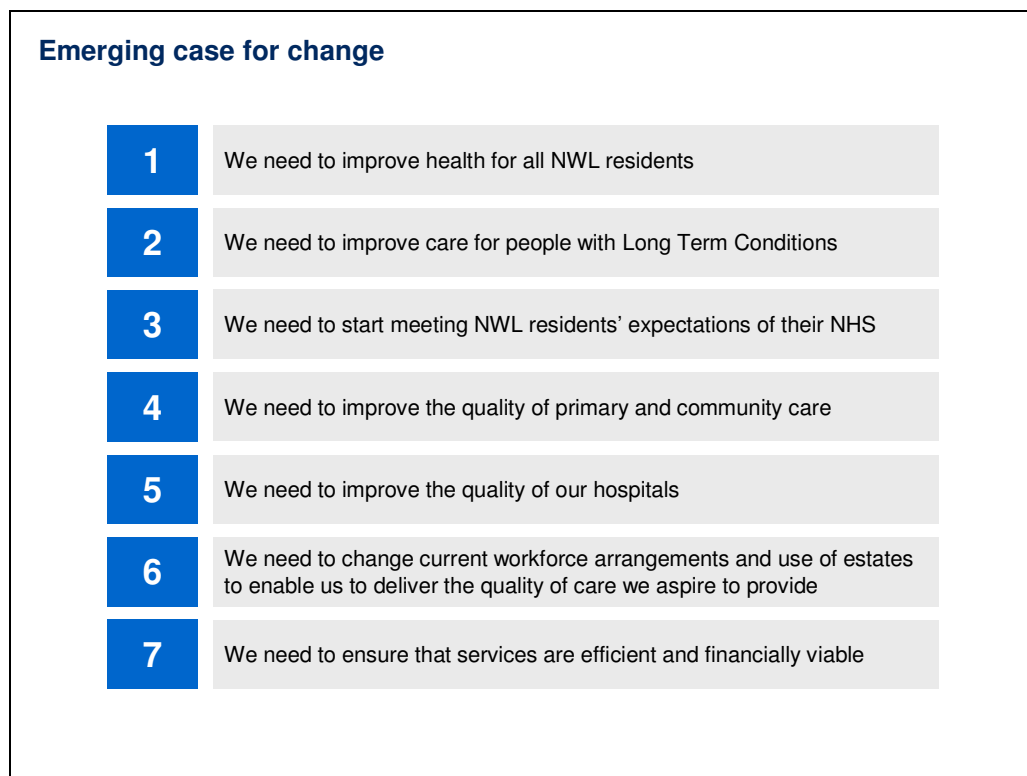 Emerging case for change
1
We need to improve health for all NWL residents
2
We need to improve care for people with Long Term Conditions
3
We need to start meeting NWL residents’ expectations of their NHS
4
We need to improve the quality of primary and community care
5
We need to improve the quality of our hospitals
6
We need to change current workforce arrangements and use of estates
to enable us to deliver the quality of care we aspire to provide
7
We need to ensure that services are efficient and financially viable